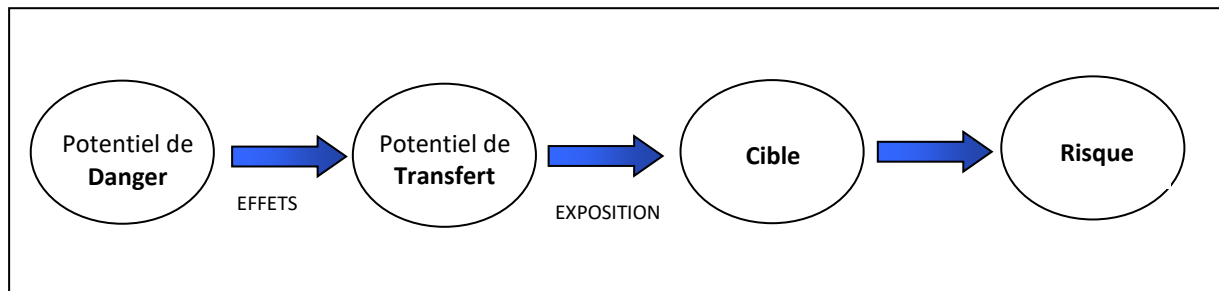 Potentiel de
Danger
EFFETS
Potentiel de
Transfert
EXPOSITION
Cible
Risque